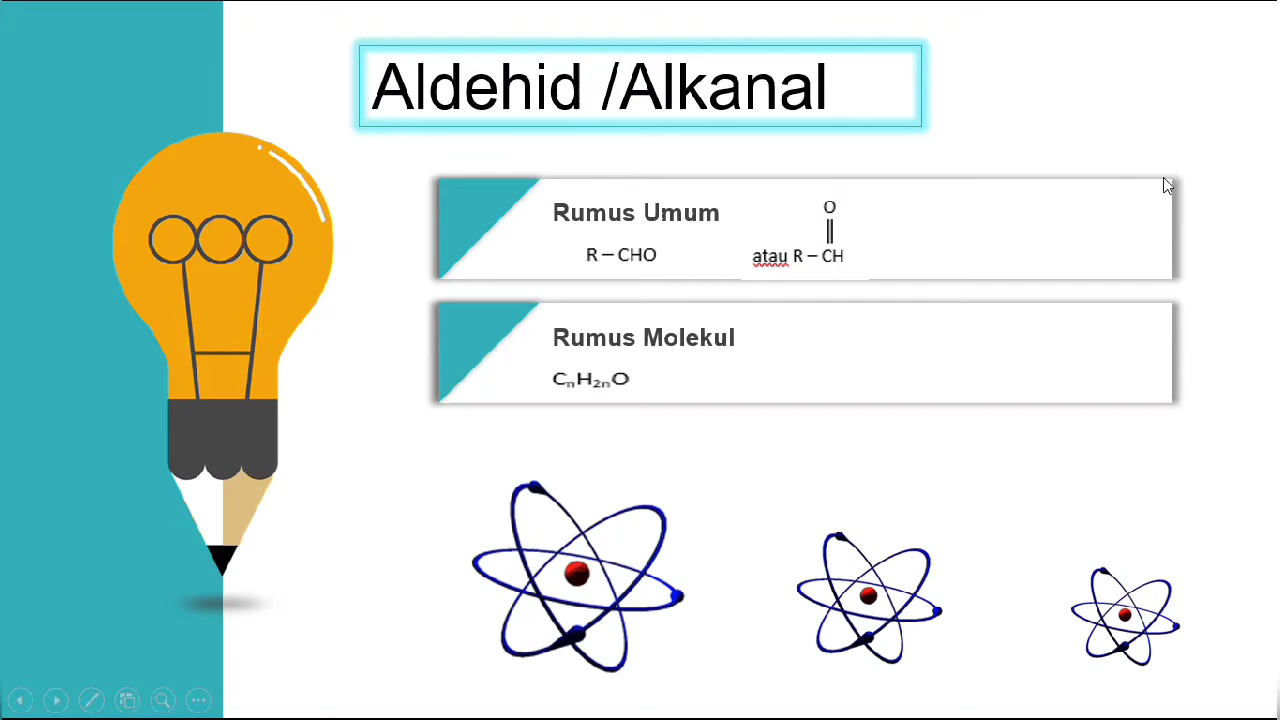 Aldehid /Alkanal
Rumus Umum
R – CHO
O
||
atau R – CH
Rumus Molekul
CₙH₂ₙO